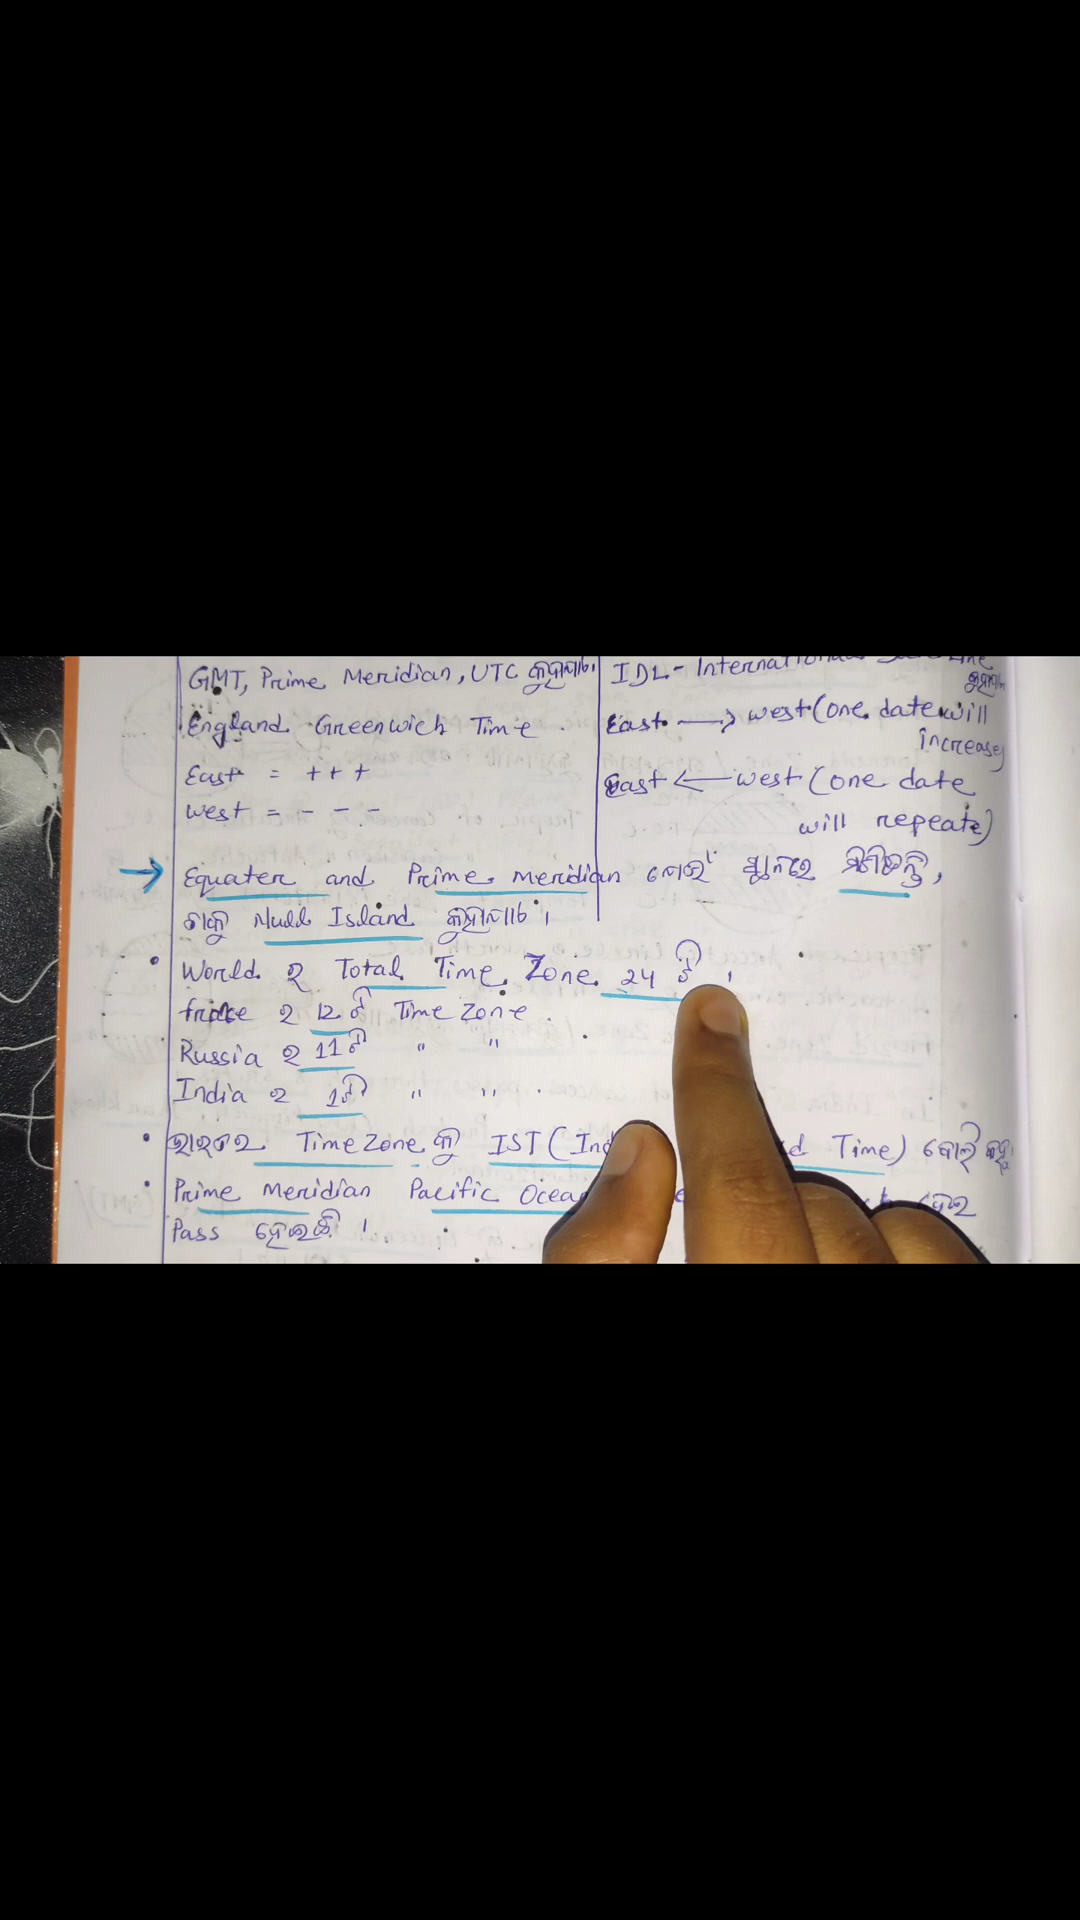 GMT, Prime Meridian, UTC କୁହାଯାଏ।
England Greenwich Time
East = + + +
West = - - -
IDL - International Line
East → west (one date will
increase)
East ← west (one date
will repeate)
→ Equater and Prime meridian ଯେଉଁ ସ୍ଥାନରେ ମିଶିଛନ୍ତି,
ତାକୁ Null Island କୁହାଯାଏ।
• World ର Total Time Zone 24 ଟି ।
ର 12 ଟି Time Zone.
Russia ର 11 ଟି " "
India ର 1 ଟି " " .
• ଭାରତର Time Zone କୁ IST (Ind d Time) ବୋଲି
• Prime Meridian Pacific Ocea ଦେଇ
Pass ହୋଇଛି ।